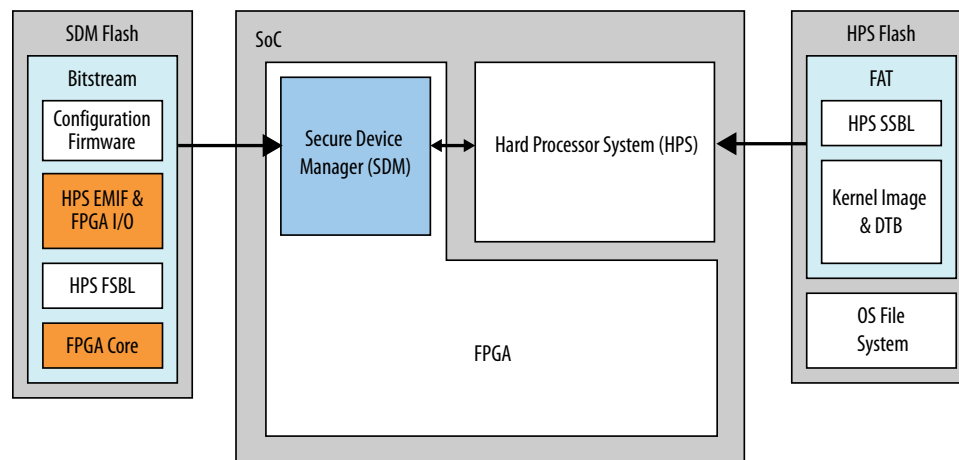 SDM Flash
Bitstream
Configuration
Firmware
HPS EMIF &
FPGA I/O
HPS FSBL
FPGA Core
SoC
Secure Device
Manager (SDM)
Hard Processor System (HPS)
FPGA
HPS Flash
FAT
HPS SSBL
Kernel Image
& DTB
OS File
System